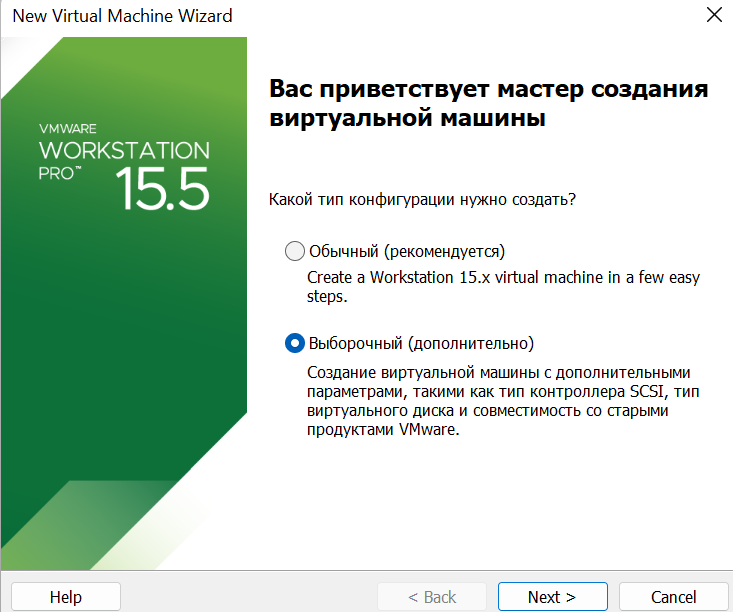 New Virtual Machine Wizard
VMWARE
WORKSTATION
PRO™
15.5
Вас приветствует мастер создания
виртуальной машины
Какой тип конфигурации нужно создать?
Обычный (рекомендуется)
Create a Workstation 15.x virtual machine in a few easy
steps.
Выборочный (дополнительно)
Создание виртуальной машины с дополнительными
параметрами, такими как тип контроллера SCSI, тип
виртуального диска и совместимость со старыми
продуктами VMware.
Help
< Back
Next >
Cancel